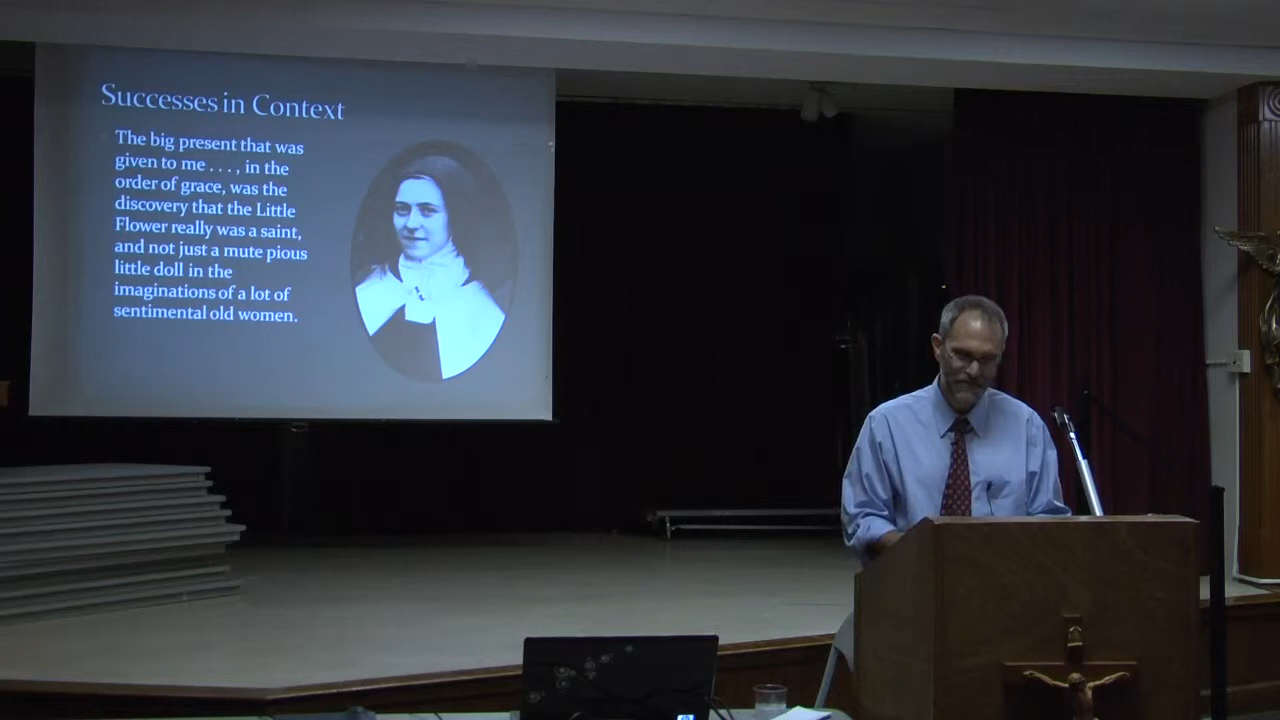 Successes in Context
The big present that was
given to me . . . , in the
order of grace, was the
discovery that the Little
Flower really was a saint,
and not just a mute pious
little doll in the
imaginations of a lot of
sentimental old women.
hp